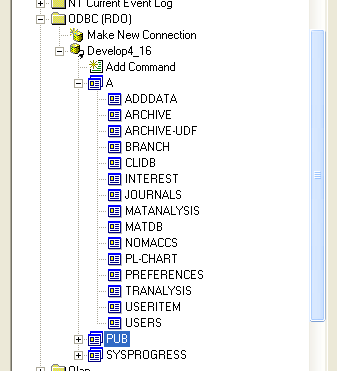 NT Current Event Log
ODBC (RDO)
Make New Connection
Develop4_16
Add Command
A
ADDDATA
ARCHIVE
ARCHIVE-UDF
BRANCH
CLIDB
INTEREST
JOURNALS
MATANALYSIS
MATDB
NOMACCS
PL-CHART
PREFERENCES
TRANALYSIS
USERITEM
USERS
PUB
SYSPROGRESS
Olap